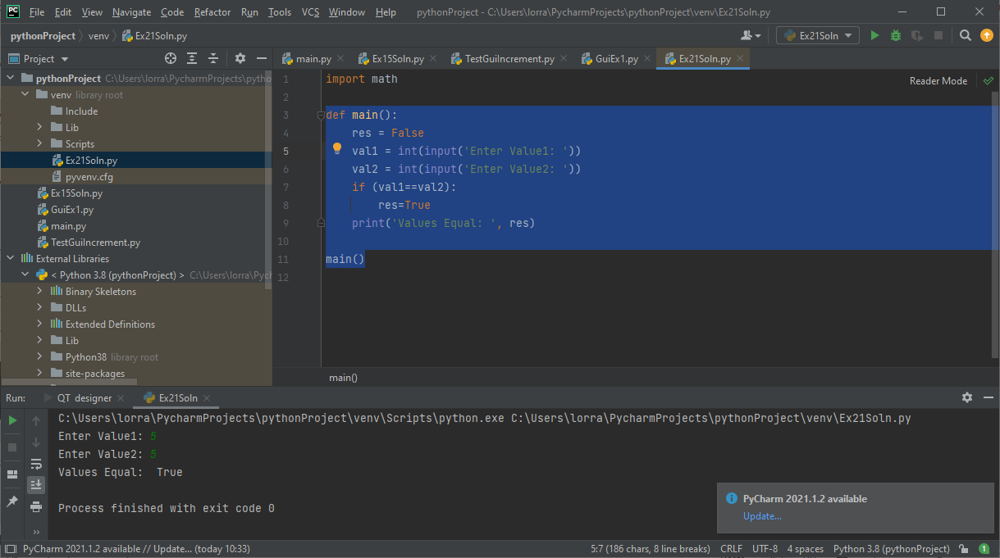 PC File Edit View Navigate Code Refactor Run Tools VCS Window Help pythonProject - C:\Users\lorra\PycharmProjects\pythonProject\venv\Ex21Soln.py
pythonProject venv Ex21Soln.py Ex21Soln
Project main.py Ex15Soln.py TestGuiIncrement.py GuiEx1.py Ex21Soln.py
pythonProject C:\Users\lorra\PycharmProjects\pytho
venv library root
Include
Lib
Scripts
Ex21Soln.py
pyvenv.cfg
Ex15Soln.py
GuiEx1.py
main.py
TestGuiIncrement.py
External Libraries
< Python 3.8 (pythonProject) > C:\Users\lorra\Pych
Binary Skeletons
DLLs
Extended Definitions
Lib
Python38 library root
site-packages
Reader Mode
1 import math
2
3 def main():
4     res = False
5     val1 = int(input('Enter Value1: '))
6     val2 = int(input('Enter Value2: '))
7     if (val1==val2):
8         res=True
9     print('Values Equal: ', res)
10
11 main()
12
main()
Run: QT designer Ex21Soln
C:\Users\lorra\PycharmProjects\pythonProject\venv\Scripts\python.exe C:\Users\lorra\PycharmProjects\pythonProject\venv\Ex21Soln.py
Enter Value1: 5
Enter Value2: 5
Values Equal:  True
Process finished with exit code 0
PyCharm 2021.1.2 available
Update...
PyCharm 2021.1.2 available // Update... (today 10:33) 5:7 (186 chars, 8 line breaks) CRLF UTF-8 4 spaces Python 3.8 (pythonProject) 1